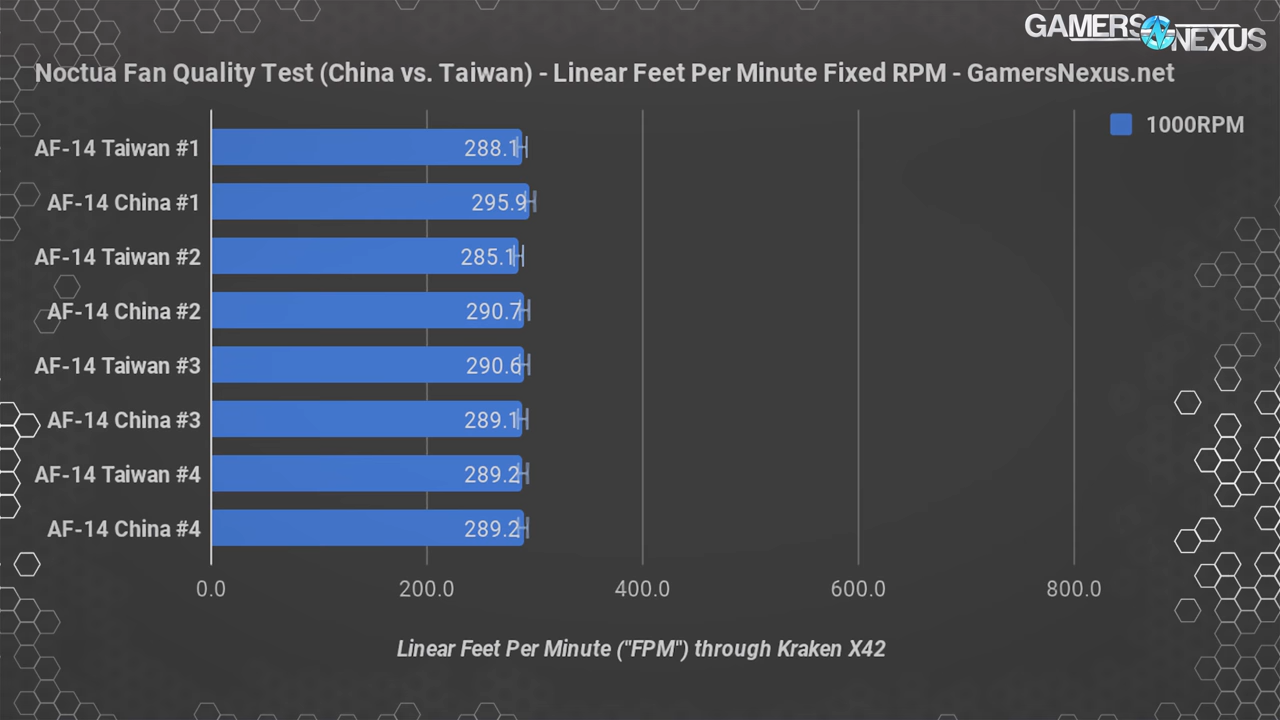 GAMERS NEXUS
Noctua Fan Quality Test (China vs. Taiwan) - Linear Feet Per Minute Fixed RPM - GamersNexus.net
1000RPM
AF-14 Taiwan #1 288.1
AF-14 China #1 295.9
AF-14 Taiwan #2 285.1
AF-14 China #2 290.7
AF-14 Taiwan #3 290.6
AF-14 China #3 289.1
AF-14 Taiwan #4 289.2
AF-14 China #4 289.2
0.0 200.0 400.0 600.0 800.0
Linear Feet Per Minute ("FPM") through Kraken X42